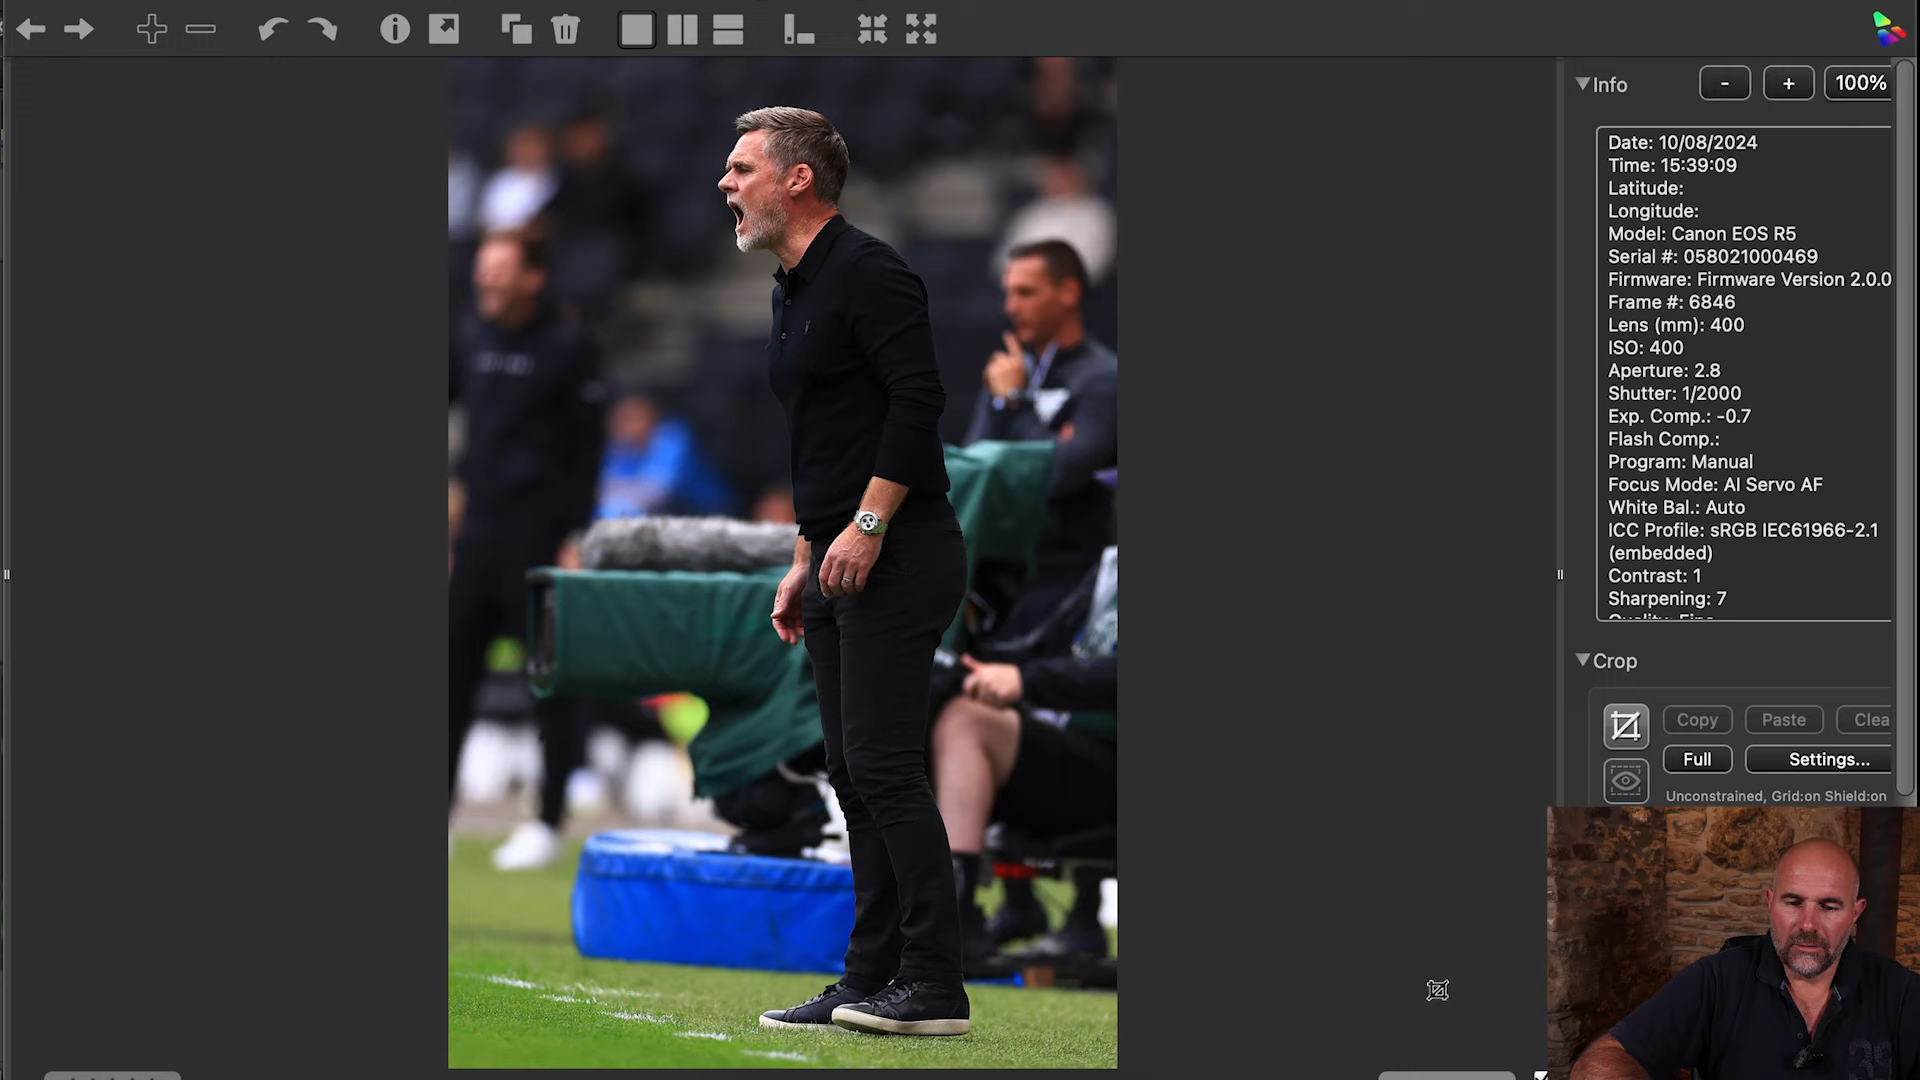 Info
-
+
100%
Date: 10/08/2024
Time: 15:39:09
Latitude:
Longitude:
Model: Canon EOS R5
Serial #: 058021000469
Firmware: Firmware Version 2.0.0
Frame #: 6846
Lens (mm): 400
ISO: 400
Aperture: 2.8
Shutter: 1/2000
Exp. Comp.: -0.7
Flash Comp.:
Program: Manual
Focus Mode: AI Servo AF
White Bal.: Auto
ICC Profile: sRGB IEC61966-2.1
(embedded)
Contrast: 1
Sharpening: 7
Crop
Copy
Paste
Clea
Full
Settings...
Unconstrained, Grid:on Shield:on